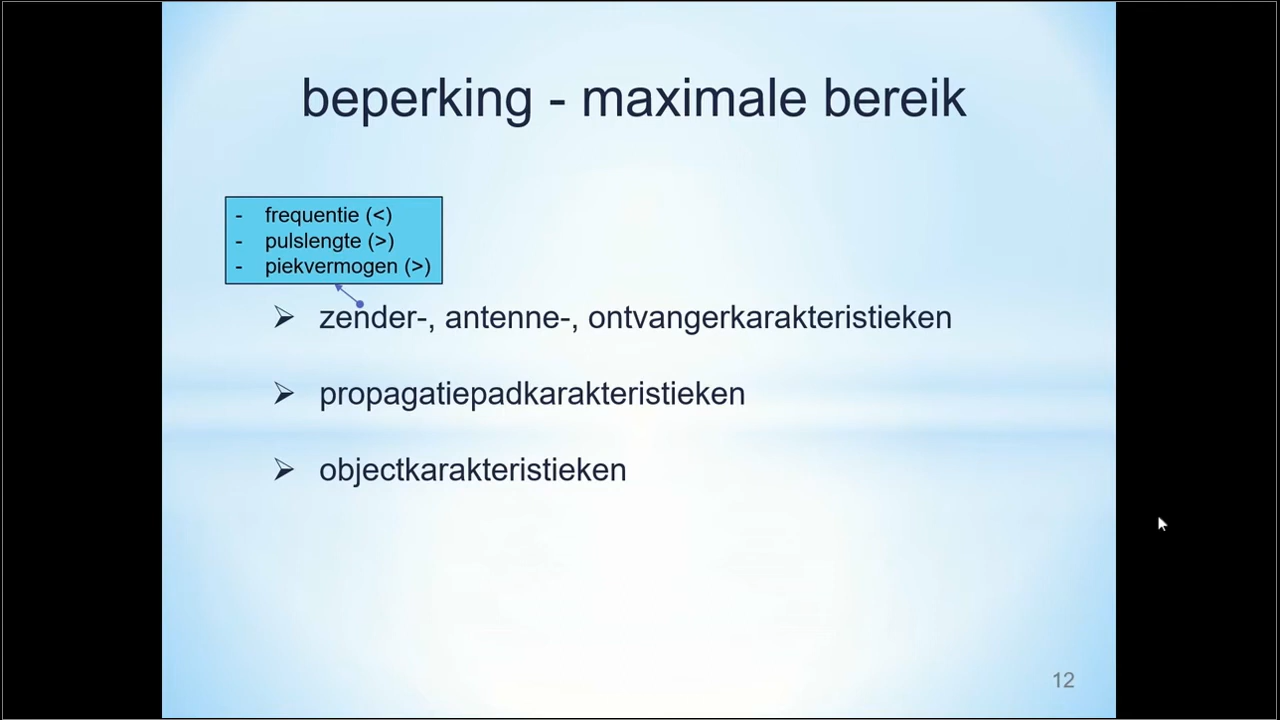 beperking - maximale bereik
- frequentie (<)
- pulslengte (>)
- piekvermogen (>)
➢ zender-, antenne-, ontvangerkarakteristieken
➢ propagatiepadkarakteristieken
➢ objectkarakteristieken
12